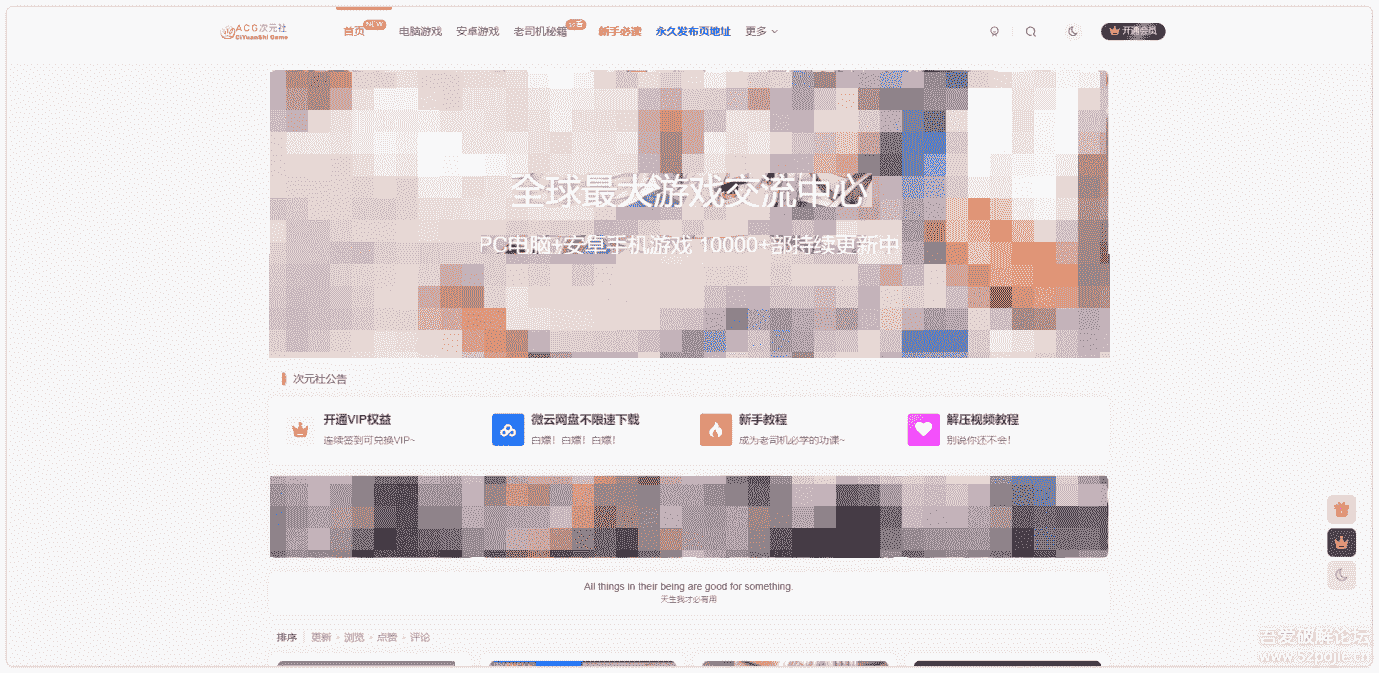 ACG次元社
CiYuanShi Game
首页
NEW
电脑游戏
安卓游戏
老司机秘籍
新手必读
永久发布页地址
更多
开通会员
全球最大游戏交流中心
PC电脑+安卓手机游戏 10000+部持续更新中
次元社公告
开通VIP权益
连续签到可兑换VIP~
微云网盘不限速下载
白嫖！白嫖！白嫖！
新手教程
成为老司机必学的功课~
解压视频教程
别说你还不会！
All things in their being are good for something.
天生我才必有用
排序
更新
浏览
点赞
评论
吾爱破解论坛
www.52pojie.cn